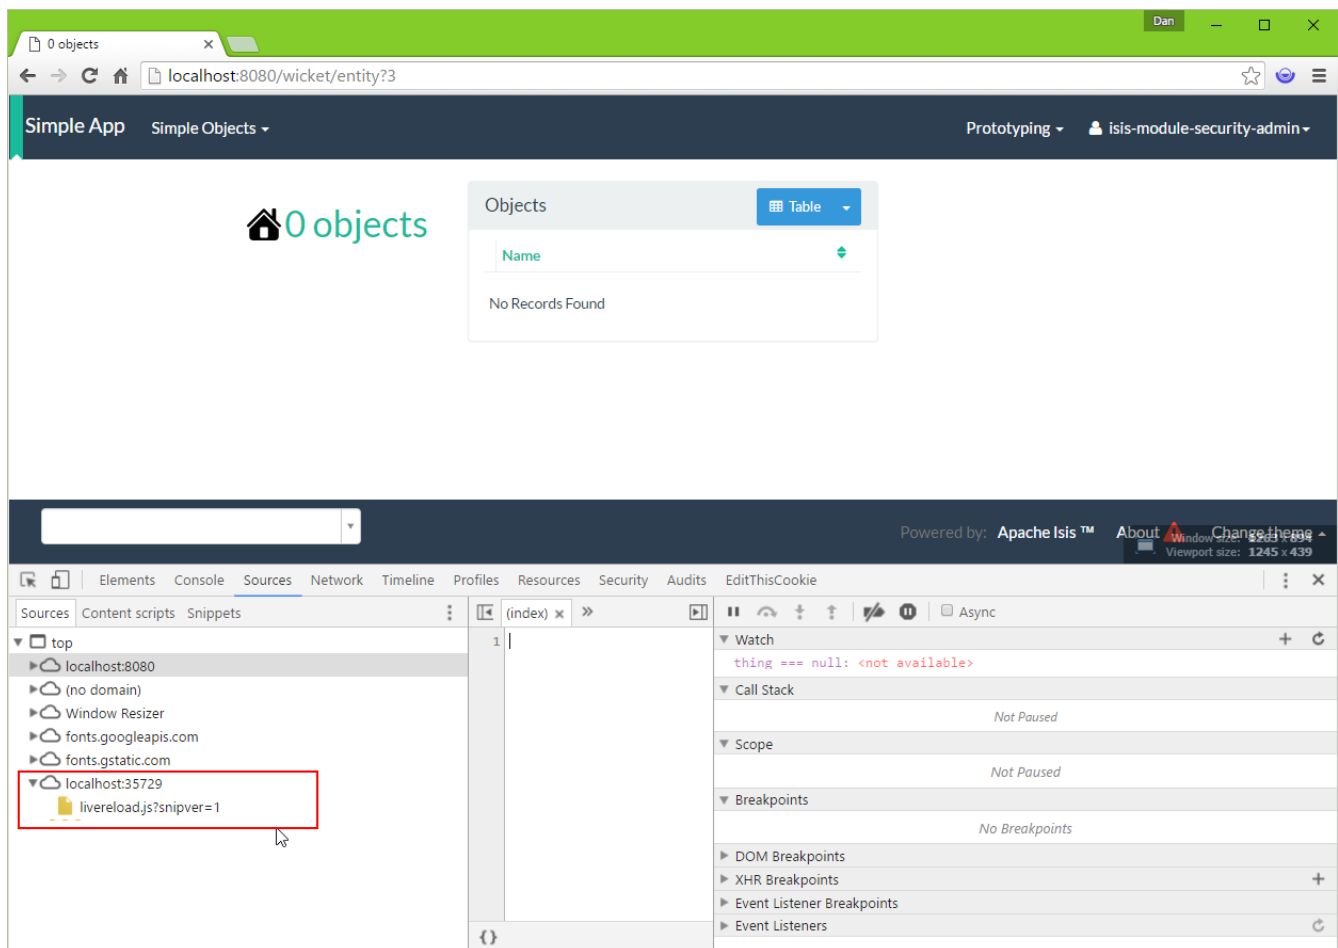 Dan
0 objects
localhost:8080/wicket/entity?3
Simple App Simple Objects Prototyping isis-module-security-admin
0 objects
Objects Table
Name
No Records Found
Powered by: Apache Isis ™ About Change theme
Window size: x 894
Viewport size: 1245 x 439
Elements Console Sources Network Timeline Profiles Resources Security Audits EditThisCookie
Sources Content scripts Snippets (index) Async
top 1 Watch
thing === null: <not available>
localhost:8080
(no domain) Call Stack
Window Resizer Not Paused
fonts.googleapis.com Scope
fonts.gstatic.com Not Paused
localhost:35729
livereload.js?snipver=1 Breakpoints
No Breakpoints
DOM Breakpoints
XHR Breakpoints
Event Listener Breakpoints
Event Listeners
{}